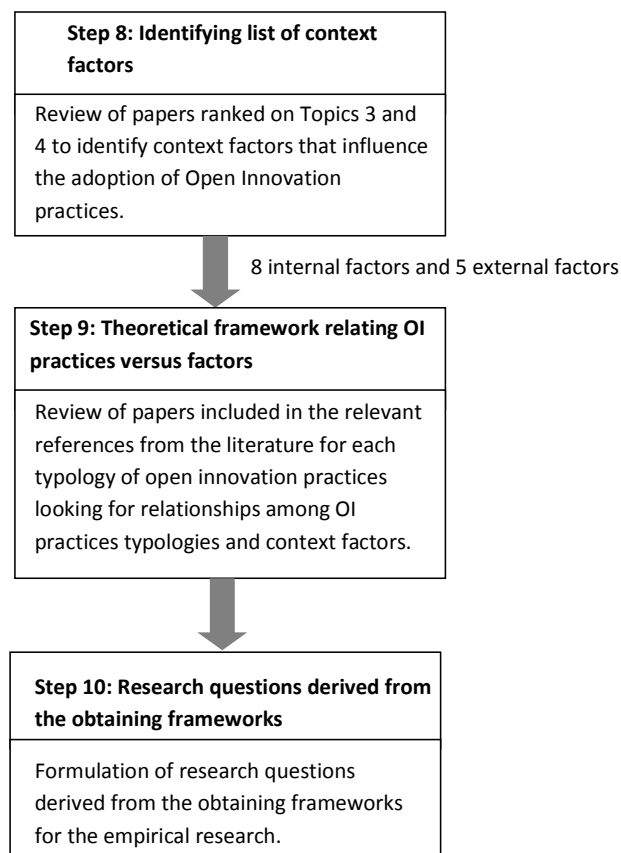 Step 8: Identifying list of context
factors
Review of papers ranked on Topics 3 and
4 to identify context factors that influence
the adoption of Open Innovation
practices.
8 internal factors and 5 external factors
Step 9: Theoretical framework relating OI
practices versus factors
Review of papers included in the relevant
references from the literature for each
typology of open innovation practices
looking for relationships among OI
practices typologies and context factors.
Step 10: Research questions derived from
the obtaining frameworks
Formulation of research questions
derived from the obtaining frameworks
for the empirical research.